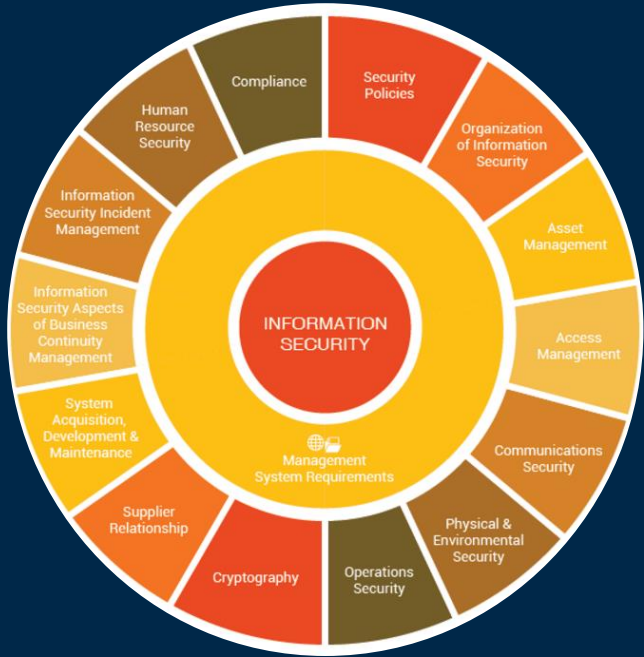 Security
Policies
Organization
of Information
Security
Asset
Management
Access
Management
Communications
Security
Physical &
Environmental
Security
Operations
Security
Cryptography
Supplier
Relationship
System
Acquisition,
Development &
Maintenance
Information
Security Aspects
of Business
Continuity
Management
Information
Security Incident
Management
Human
Resource
Security
Compliance
INFORMATION
SECURITY
Management
System Requirements